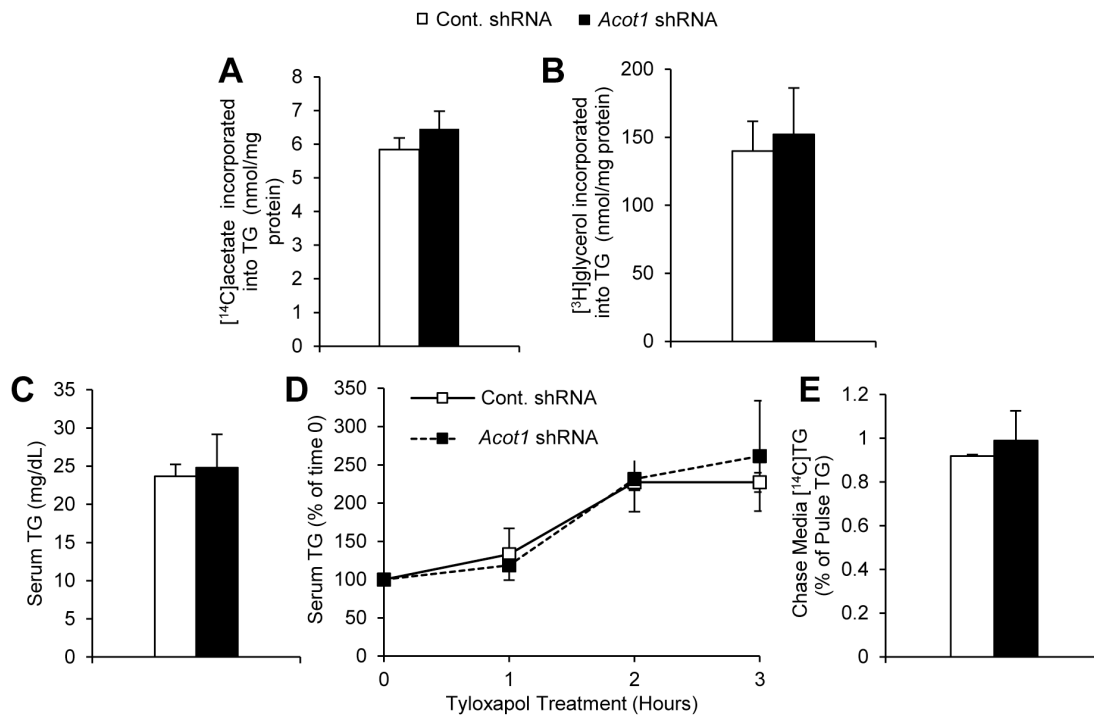 Cont. shRNA Acot1 shRNA
A
[¹⁴C]acetate incorporated
into TG (nmol/mg
protein)
8
7
6
5
4
3
2
1
0
B
[³H]glycerol incorporated
into TG (nmol/mg protein)
200
150
100
50
0
C
Serum TG (mg/dL)
35
30
25
20
15
10
5
0
D
Serum TG (% of time 0)
350
300
250
200
150
100
50
0
Cont. shRNA
Acot1 shRNA
0 1 2 3
Tyloxapol Treatment (Hours)
E
Chase Media [¹⁴C]TG
(% of Pulse TG)
1.2
1
0.8
0.6
0.4
0.2
0